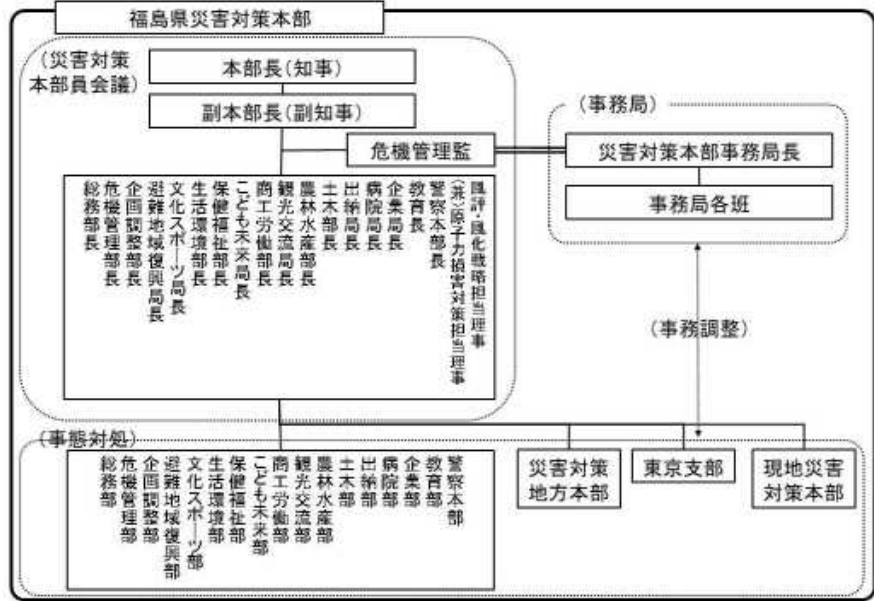 福島県災害対策本部
（災害対策
本部員会議）
本部長（知事）
副本部長（副知事）
危機管理監
（事務局）
災害対策本部事務局長
事務局各班
総務部長
危機管理部長
企画調整部長
避難地域復興局長
文化スポーツ局長
生活環境部長
保健福祉部長
こども未来局長
商工労働部長
観光交流局長
農林水産部長
土木部長
出納局長
病院局長
企業局長
教育長
警察本部長
（兼）原子力損害対策担当理事
風評・風化戦略担当理事
（事務調整）
（事態対処）
総務部
危機管理部
企画調整部
避難地域復興部
文化スポーツ部
生活環境部
保健福祉部
こども未来部
商工労働部
観光交流部
農林水産部
土木部
出納部
病院部
企業部
教育部
警察本部
災害対策
地方本部
東京支部
現地災害
対策本部